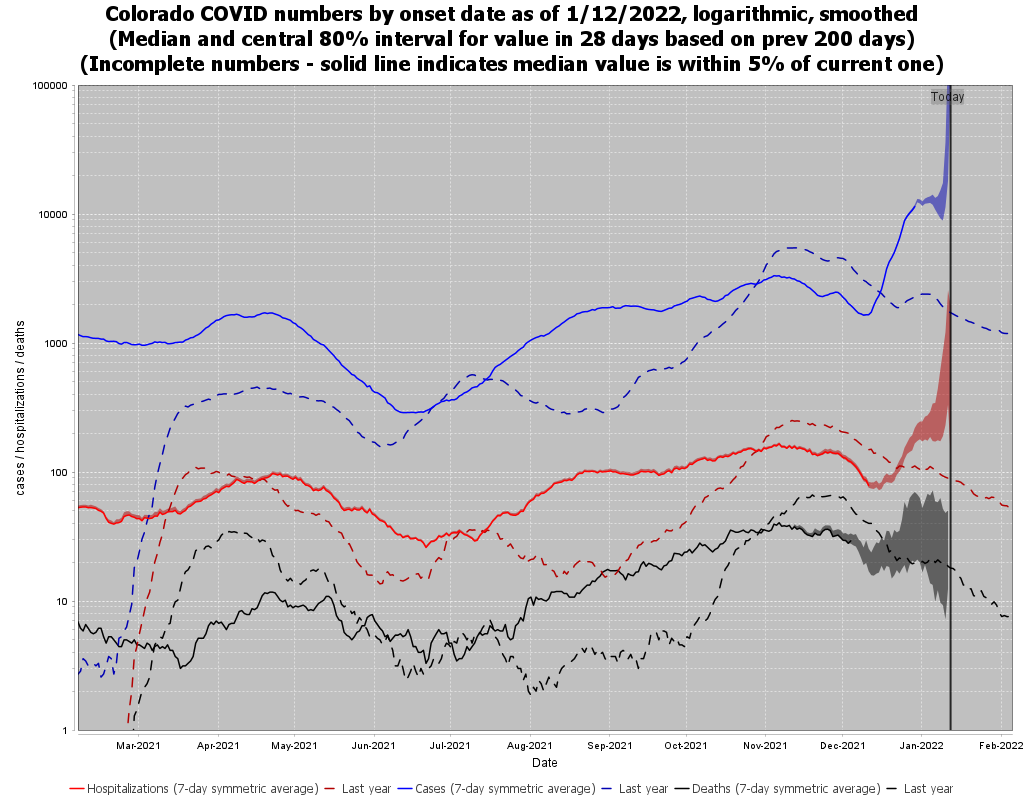 Colorado COVID numbers by onset date as of 1/12/2022, logarithmic, smoothed
(Median and central 80% interval for value in 28 days based on prev 200 days)
(Incomplete numbers - solid line indicates median value is within 5% of current one)
Today
100000
10000
1000
100
10
1
cases / hospitalizations / deaths
Mar-2021 Apr-2021 May-2021 Jun-2021 Jul-2021 Aug-2021 Sep-2021 Oct-2021 Nov-2021 Dec-2021 Jan-2022 Feb-2022
Date
Hospitalizations (7-day symmetric average) Last year Cases (7-day symmetric average) Last year Deaths (7-day symmetric average) Last year